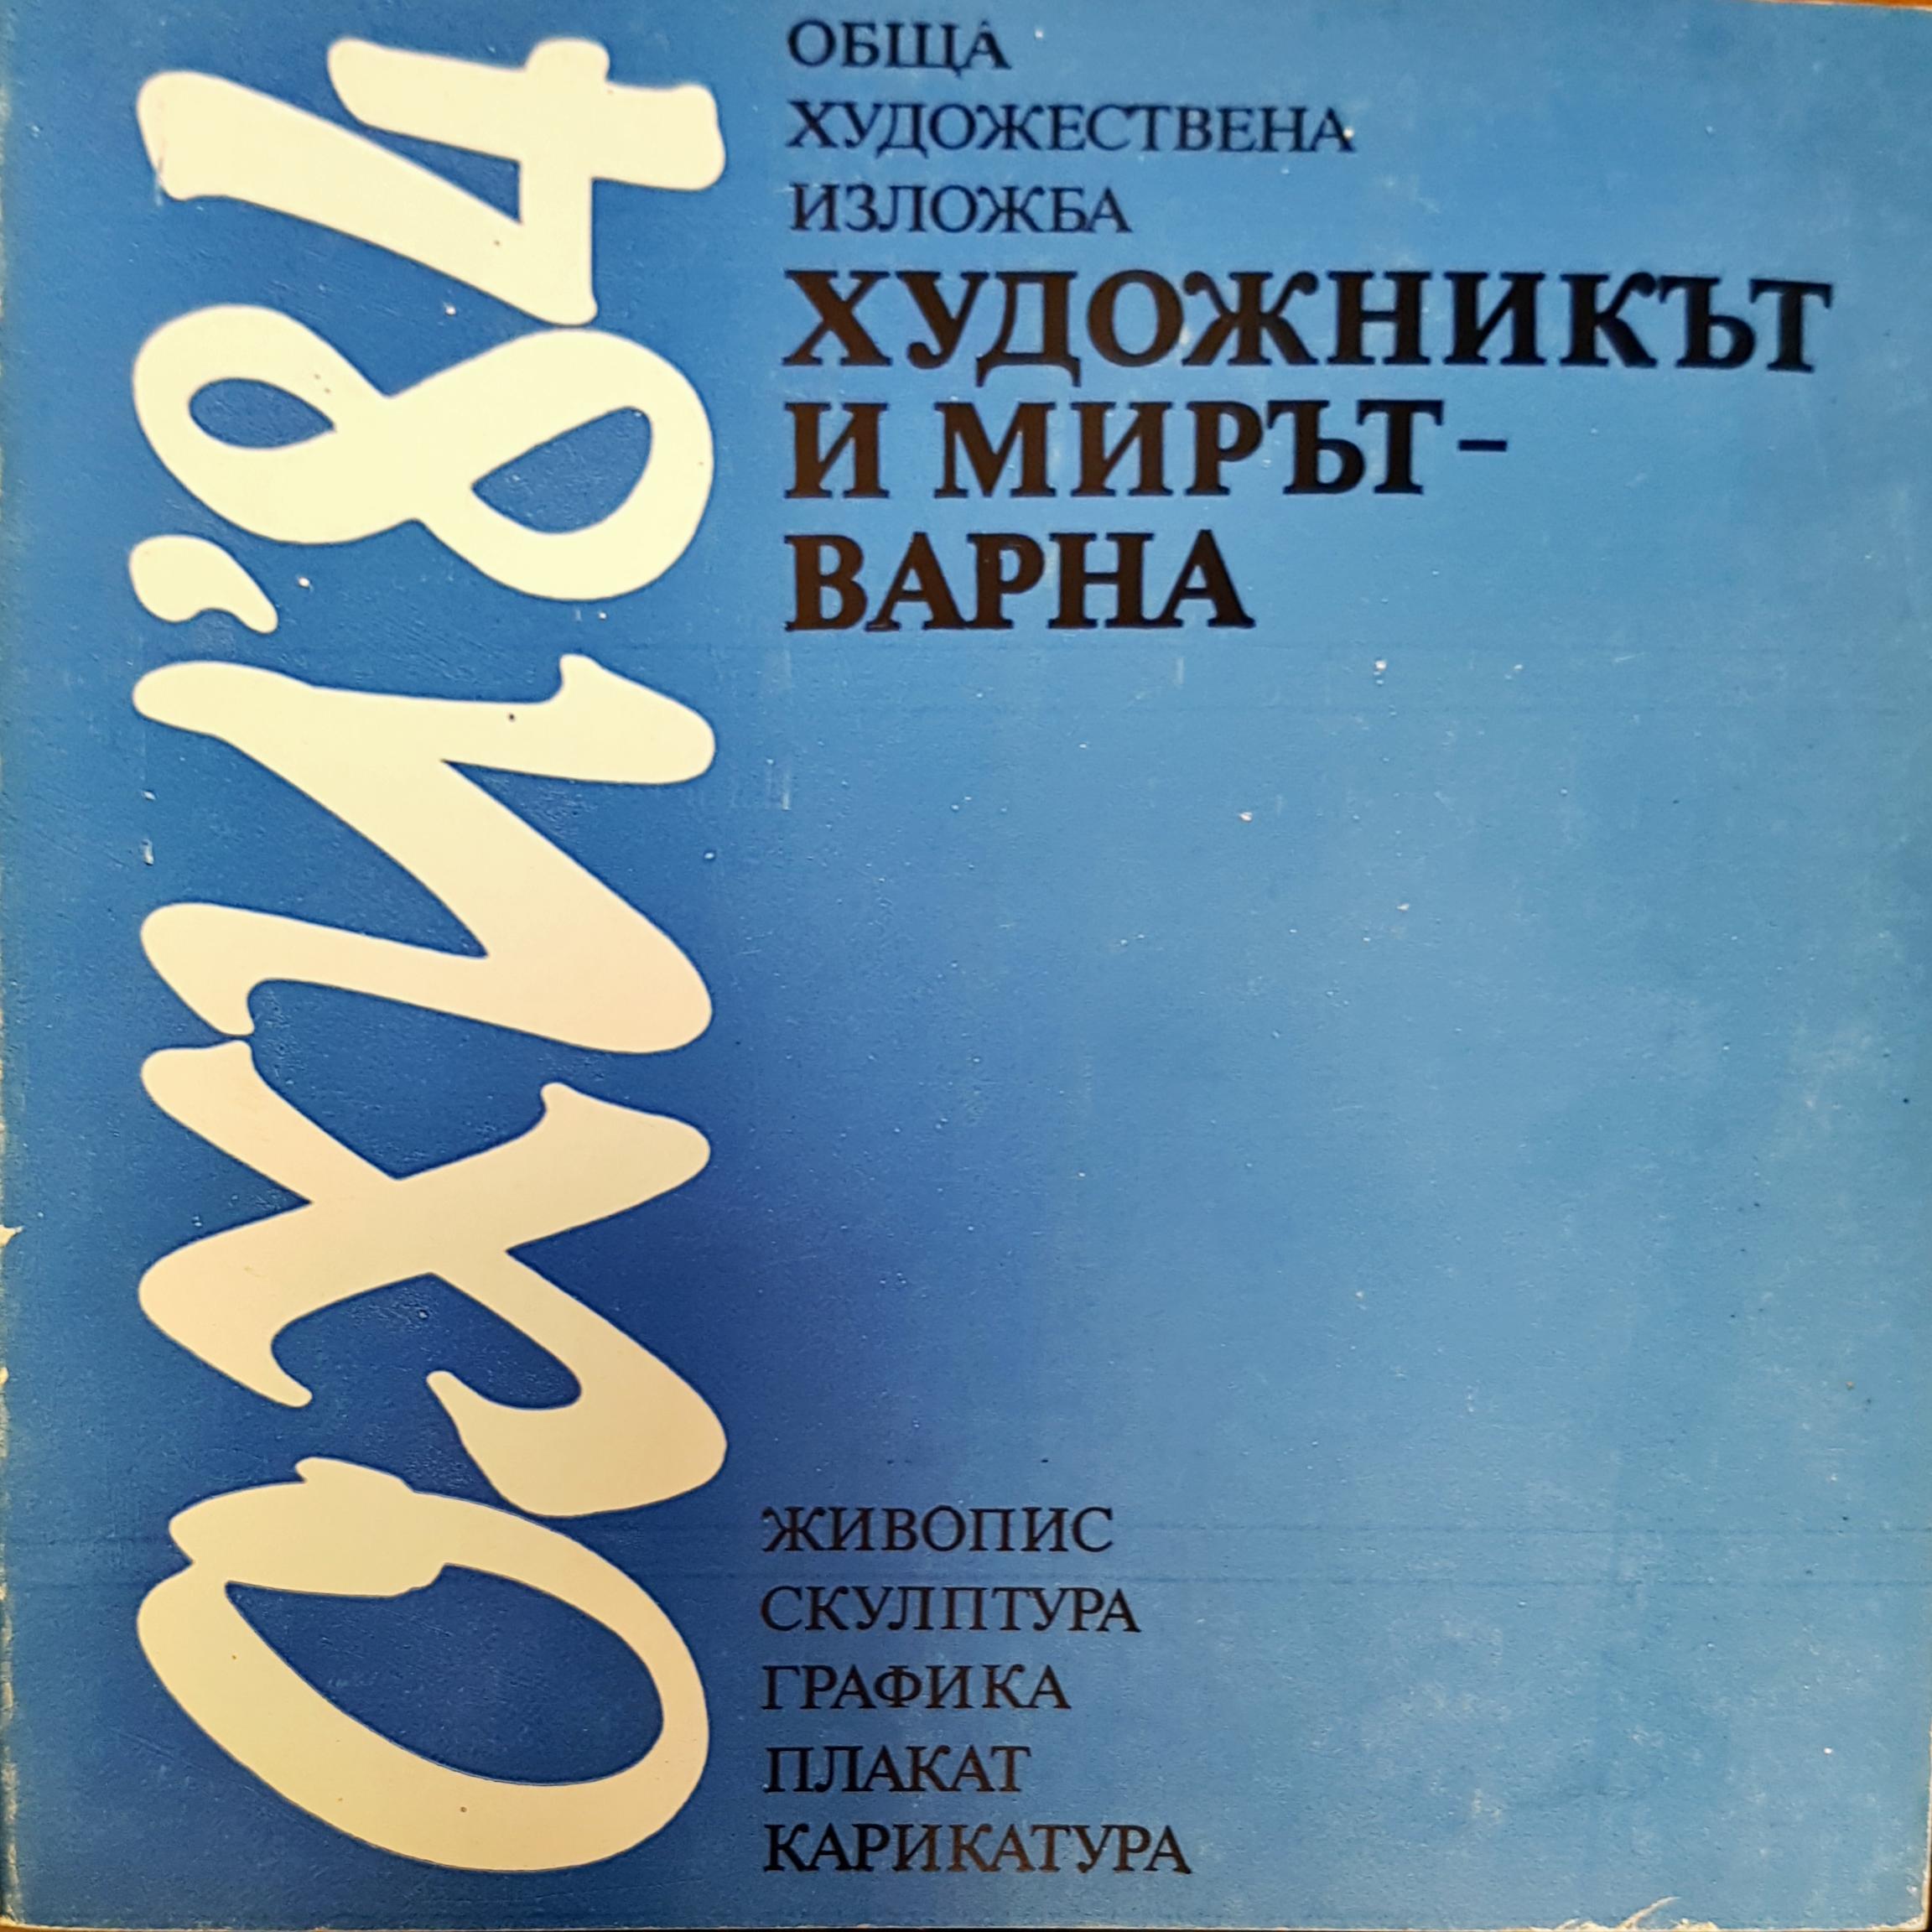 охи'84
ОБЩА
ХУДОЖЕСТВЕНА
ИЗЛОЖБА
ХУДОЖНИКЪТ
И МИРЪТ-
ВАРНА
ЖИВОПИС
СКУЛПТУРА
ГРАФИКА
ПЛАКАТ
КАРИКАТУРА